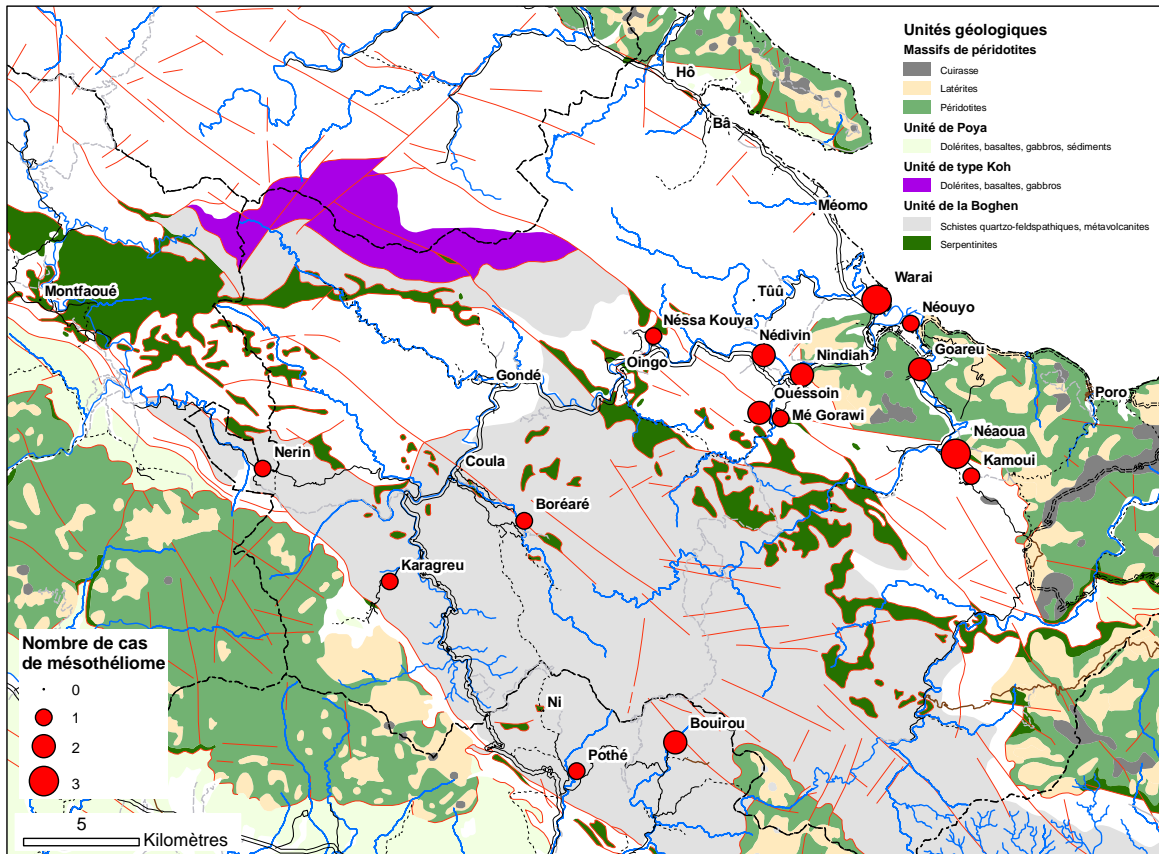 Unités géologiques
Massifs de péridotites
Cuirasse
Latérites
Péridotites
Unité de Poya
Dolérites, basaltes, gabbros, sédiments
Unité de type Koh
Dolérites, basaltes, gabbros
Unité de la Boghen
Schistes quartzo-feldspathiques, métavolcanites
Serpentinites
Hô
Bâ
Méomo
Warai
Montfaoué
Tûû
Néouyo
Néssa Kouya
Nédivin
Nindiah
Goareu
Oingo
Gondé
Ouéssoin
Poro
Mé Gorawi
Nerin
Coula
Néaoua
Kamoui
Boréaré
Karagreu
Ni
Bouirou
Pothé
Nombre de cas
de mésothéliome
0
1
2
3
5
Kilomètres